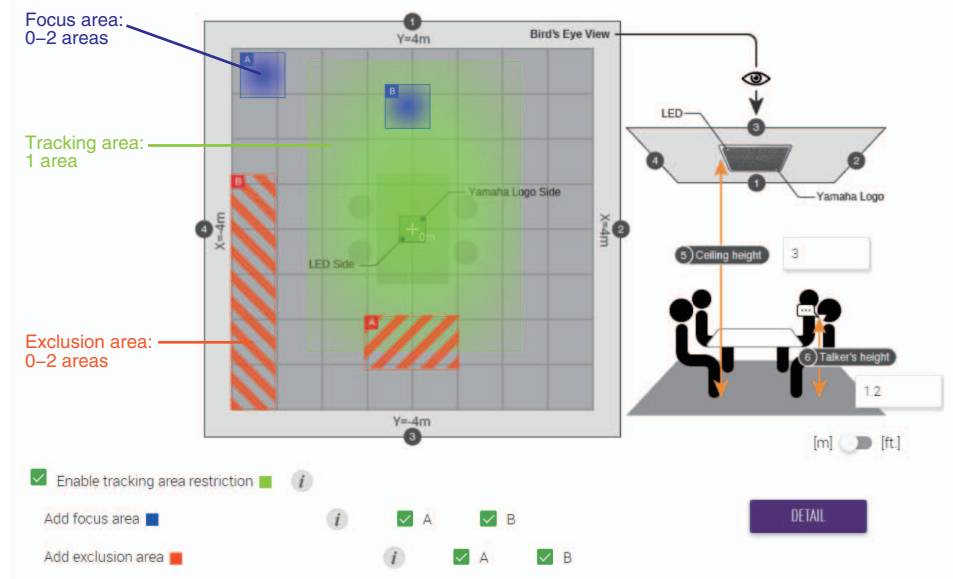 Focus area:
0–2 areas
Tracking area:
1 area
Exclusion area:
0–2 areas
1
Y=4m
A
B
B
Yamaha Logo Side
0m
LED Side
4
X=-4m
X=4m
2
A
Y=-4m
3
Bird's Eye View
LED
3
4
2
1
Yamaha Logo
5 Ceiling height
3
6 Talker's height
1.2
[m]
[ft.]
Enable tracking area restriction
i
Add focus area
i
A
B
Add exclusion area
i
A
B
DETAIL